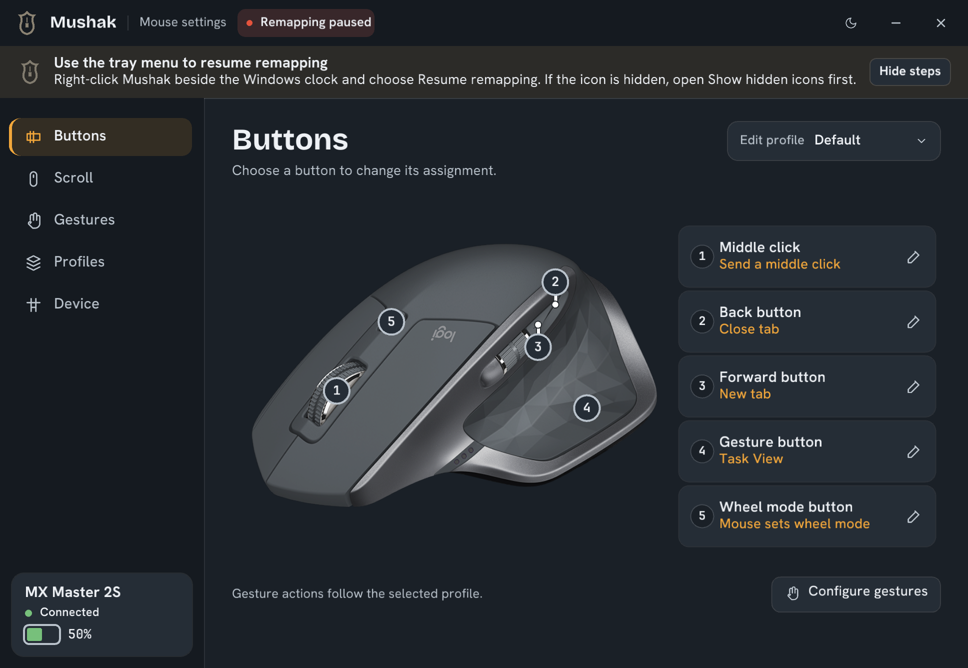 Mushak
Mouse settings
Remapping paused
Use the tray menu to resume remapping
Right-click Mushak beside the Windows clock and choose Resume remapping. If the icon is hidden, open Show hidden icons first.
Hide steps
Buttons
Scroll
Gestures
Profiles
Device
MX Master 2S
Connected
50%
Buttons
Choose a button to change its assignment.
Edit profile Default
logi
1
2
3
4
5
1
Middle click
Send a middle click
2
Back button
Close tab
3
Forward button
New tab
4
Gesture button
Task View
5
Wheel mode button
Mouse sets wheel mode
Gesture actions follow the selected profile.
Configure gestures